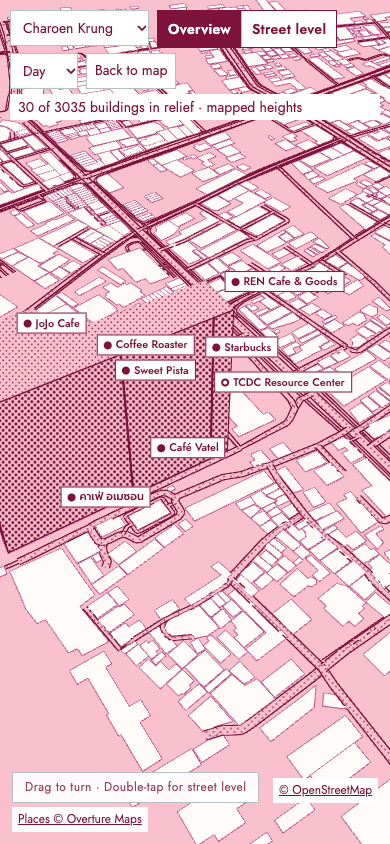 Charoen Krung
Overview
Street level
Day
Back to map
30 of 3035 buildings in relief · mapped heights
REN Cafe & Goods
JoJo Cafe
Coffee Roaster
Starbucks
Sweet Pista
TCDC Resource Center
Café Vatel
คาเฟ่ อเมซอน
Drag to turn · Double-tap for street level
© OpenStreetMap
Places © Overture Maps